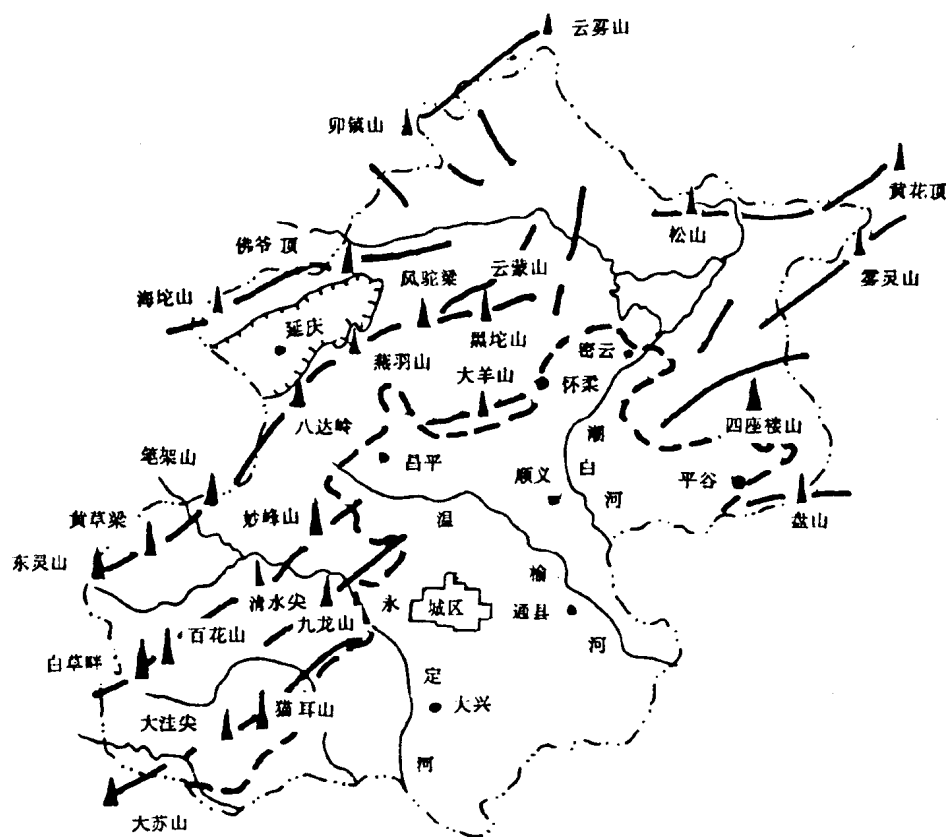 云雾山
卯镇山
黄花顶
松山
佛爷顶
云蒙山
风驼梁
雾灵山
海坨山
延庆
黑坨山
密云
燕羽山
大羊山
怀柔
八达岭
四座楼山
潮白河
昌平
笔架山
顺义
平谷
黄草梁
妙峰山
盘山
温榆河
东灵山
清水尖
永定河
城区
通县
百花山
九龙山
白草畔
大洼尖
猫耳山
大兴
大苏山